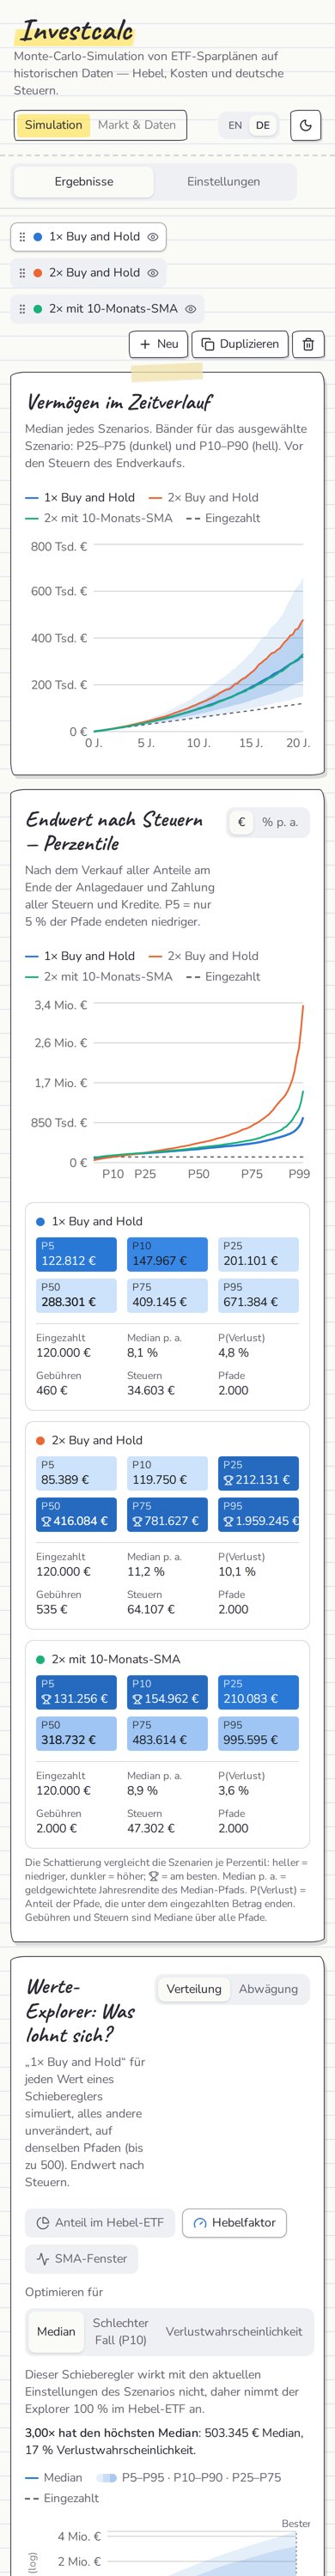 Investcalc
Monte-Carlo-Simulation von ETF-Sparplänen auf
historischen Daten — Hebel, Kosten und deutsche
Steuern.
Simulation Markt & Daten EN DE
Ergebnisse Einstellungen
1× Buy and Hold
2× Buy and Hold
2× mit 10-Monats-SMA
Neu Duplizieren
Vermögen im Zeitverlauf
Median jedes Szenarios. Bänder für das ausgewählte
Szenario: P25–P75 (dunkel) und P10–P90 (hell). Vor
den Steuern des Endverkaufs.
1× Buy and Hold 2× Buy and Hold
2× mit 10-Monats-SMA Eingezahlt
800 Tsd. €
600 Tsd. €
400 Tsd. €
200 Tsd. €
0 €
0 J. 5 J. 10 J. 15 J. 20 J.
Endwert nach Steuern
— Perzentile
€ % p. a.
Nach dem Verkauf aller Anteile am
Ende der Anlagedauer und Zahlung
aller Steuern und Kredite. P5 = nur
5 % der Pfade endeten niedriger.
1× Buy and Hold 2× Buy and Hold
2× mit 10-Monats-SMA Eingezahlt
3,4 Mio. €
2,6 Mio. €
1,7 Mio. €
850 Tsd. €
0 €
P10 P25 P50 P75 P99
1× Buy and Hold
P5 P10 P25
122.812 € 147.967 € 201.101 €
P50 P75 P95
288.301 € 409.145 € 671.384 €
Eingezahlt Median p. a. P(Verlust)
120.000 € 8,1 % 4,8 %
Gebühren Steuern Pfade
460 € 34.603 € 2.000
2× Buy and Hold
P5 P10 P25
85.389 € 119.750 € 212.131 €
P50 P75 P95
416.084 € 781.627 € 1.959.245 €
Eingezahlt Median p. a. P(Verlust)
120.000 € 11,2 % 10,1 %
Gebühren Steuern Pfade
535 € 64.107 € 2.000
2× mit 10-Monats-SMA
P5 P10 P25
131.256 € 154.962 € 210.083 €
P50 P75 P95
318.732 € 483.614 € 995.595 €
Eingezahlt Median p. a. P(Verlust)
120.000 € 8,9 % 3,6 %
Gebühren Steuern Pfade
2.000 € 47.302 € 2.000
Die Schattierung vergleicht die Szenarien je Perzentil: heller =
niedriger, dunkler = höher; = am besten. Median p. a. =
geldgewichtete Jahresrendite des Median-Pfads. P(Verlust) =
Anteil der Pfade, die unter dem eingezahlten Betrag enden.
Gebühren und Steuern sind Mediane über alle Pfade.
Werte-
Explorer: Was
lohnt sich?
Verteilung Abwägung
„1× Buy and Hold“ für
jeden Wert eines
Schiebereglers
simuliert, alles andere
unverändert, auf
denselben Pfaden (bis
zu 500). Endwert nach
Steuern.
Anteil im Hebel-ETF Hebelfaktor
SMA-Fenster
Optimieren für
Median Schlechter Fall (P10) Verlustwahrscheinlichkeit
Dieser Schieberegler wirkt mit den aktuellen
Einstellungen des Szenarios nicht, daher nimmt der
Explorer 100 % im Hebel-ETF an.
3,00× hat den höchsten Median: 503.345 € Median,
17 % Verlustwahrscheinlichkeit.
Median P5–P95 · P10–P90 · P25–P75
Eingezahlt
Bester
4 Mio. €
2 Mio. €
(log)